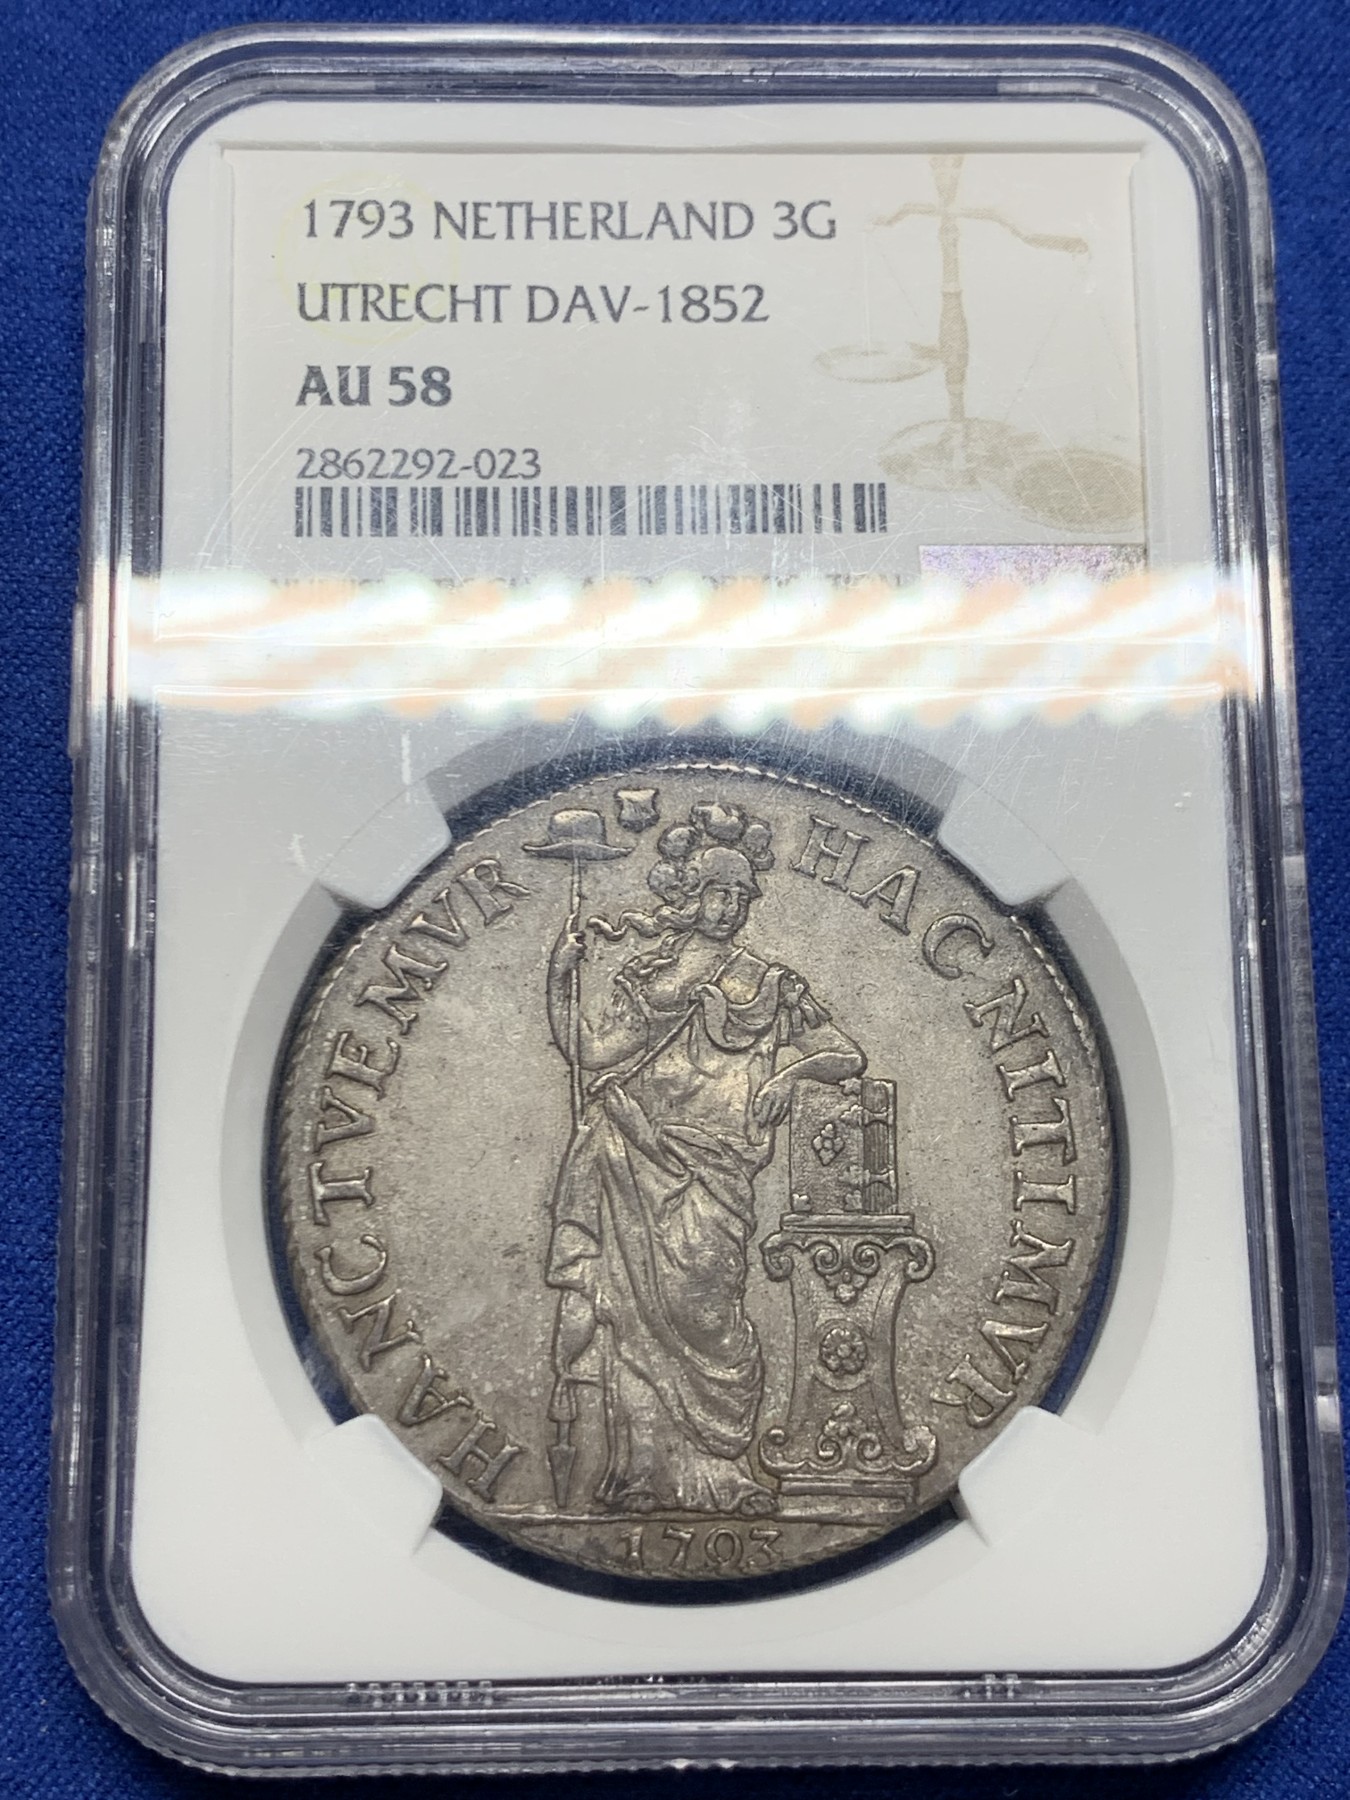 1793 NETHERLAND 3G
UTRECHT DAV-1852
AU 58
2862292-023
HANC TVEMVR HAC NITIMVR
1793